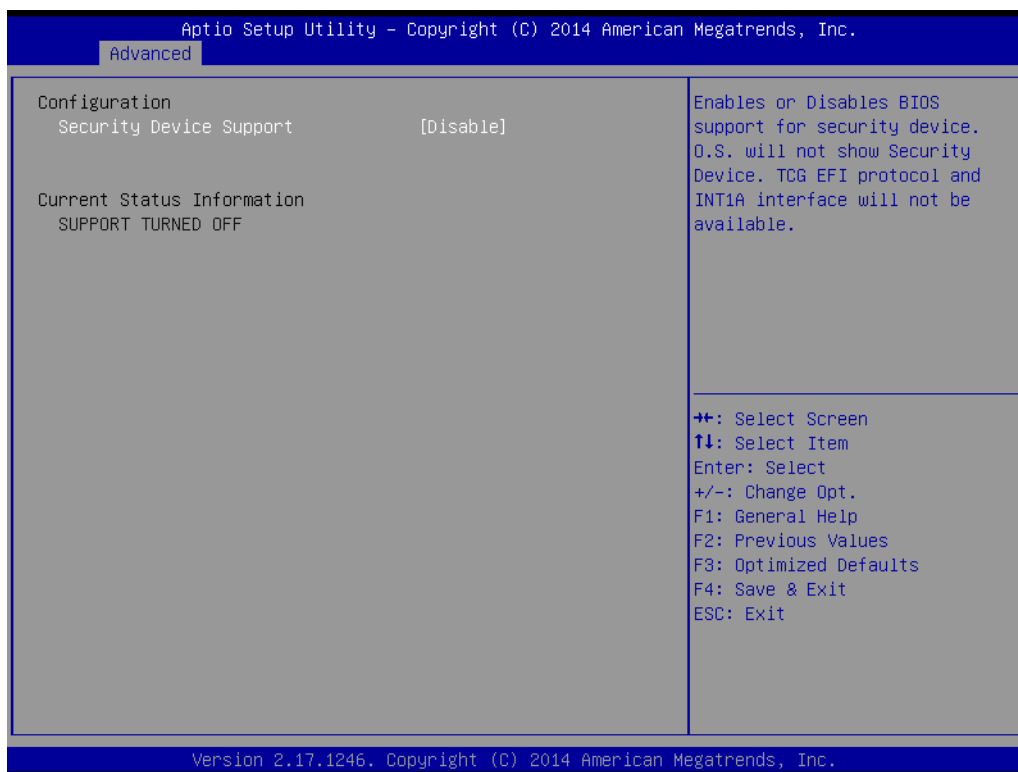 Aptio Setup Utility – Copyright (C) 2014 American Megatrends, Inc.
Advanced
Configuration
Security Device Support [Disable]
Current Status Information
SUPPORT TURNED OFF
Enables or Disables BIOS
support for security device.
O.S. will not show Security
Device. TCG EFI protocol and
INT1A interface will not be
available.
→←: Select Screen
↑↓: Select Item
Enter: Select
+/-: Change Opt.
F1: General Help
F2: Previous Values
F3: Optimized Defaults
F4: Save & Exit
ESC: Exit
Version 2.17.1246. Copyright (C) 2014 American Megatrends, Inc.